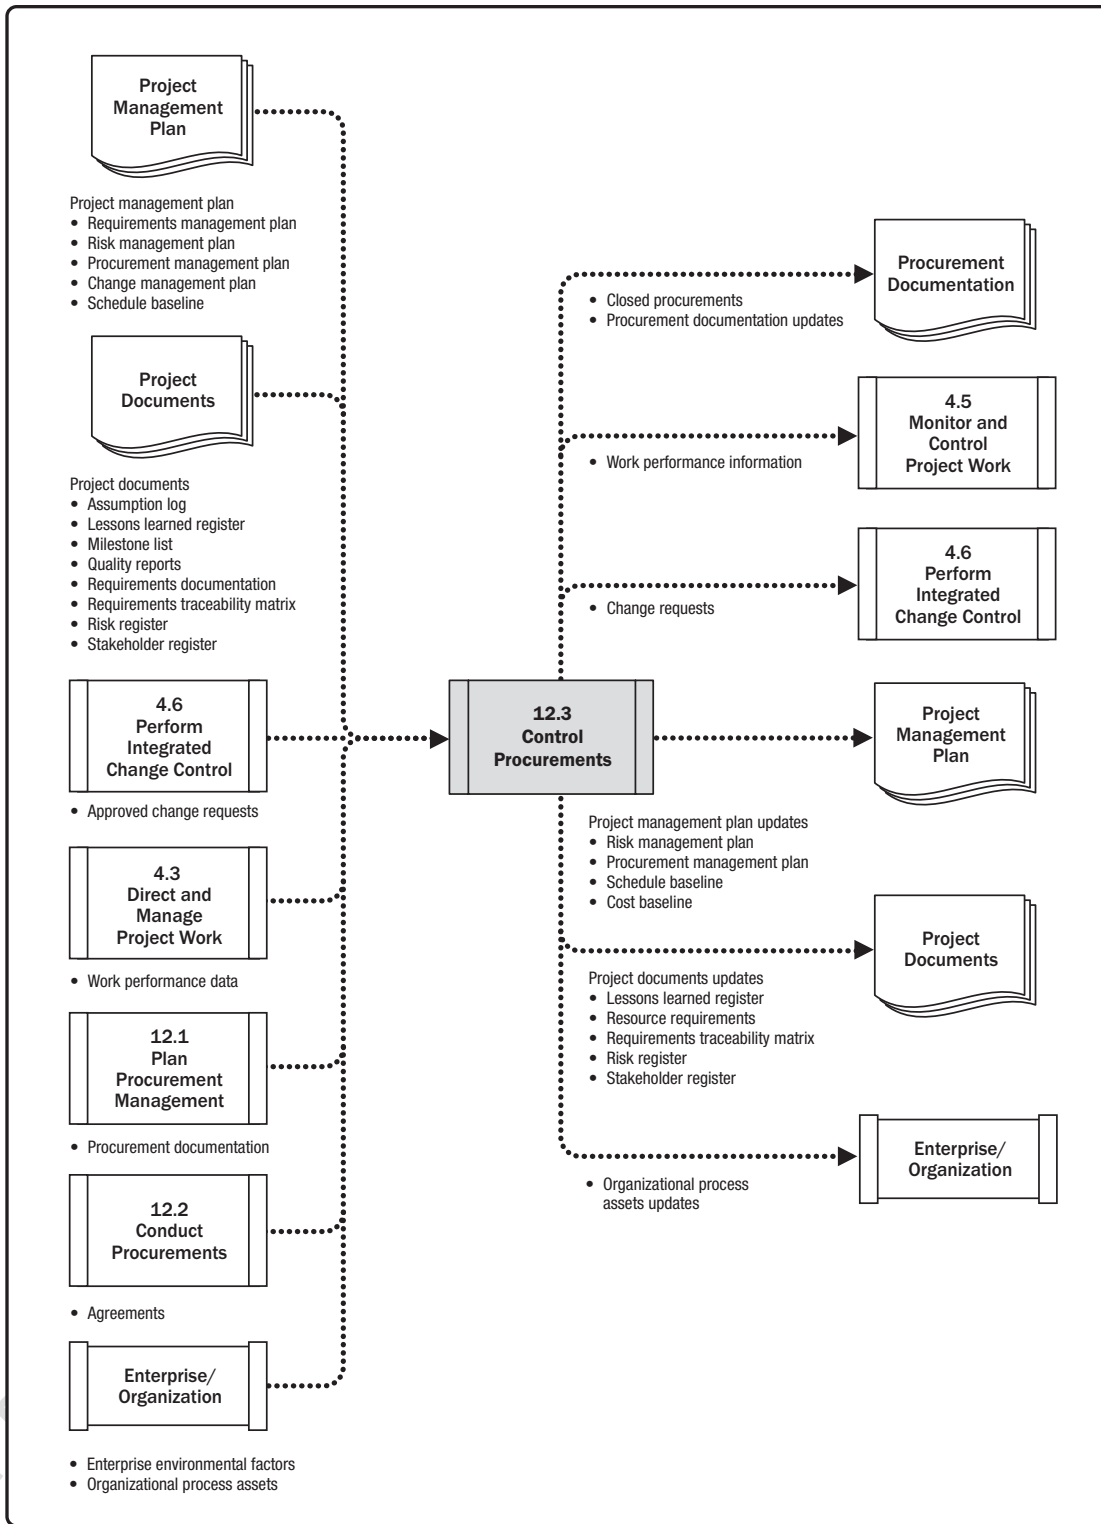 Project
Management
Plan
Project management plan
• Requirements management plan
• Risk management plan
• Procurement management plan
• Change management plan
• Schedule baseline
Project
Documents
Project documents
• Assumption log
• Lessons learned register
• Milestone list
• Quality reports
• Requirements documentation
• Requirements traceability matrix
• Risk register
• Stakeholder register
4.6
Perform
Integrated
Change Control
• Approved change requests
4.3
Direct and
Manage
Project Work
• Work performance data
12.1
Plan
Procurement
Management
• Procurement documentation
12.2
Conduct
Procurements
• Agreements
Enterprise/
Organization
• Enterprise environmental factors
• Organizational process assets
12.3
Control
Procurements
Procurement
Documentation
• Closed procurements
• Procurement documentation updates
4.5
Monitor and
Control
Project Work
• Work performance information
4.6
Perform
Integrated
Change Control
• Change requests
Project
Management
Plan
Project management plan updates
• Risk management plan
• Procurement management plan
• Schedule baseline
• Cost baseline
Project
Documents
Project documents updates
• Lessons learned register
• Resource requirements
• Requirements traceability matrix
• Risk register
• Stakeholder register
Enterprise/
Organization
• Organizational process
assets updates